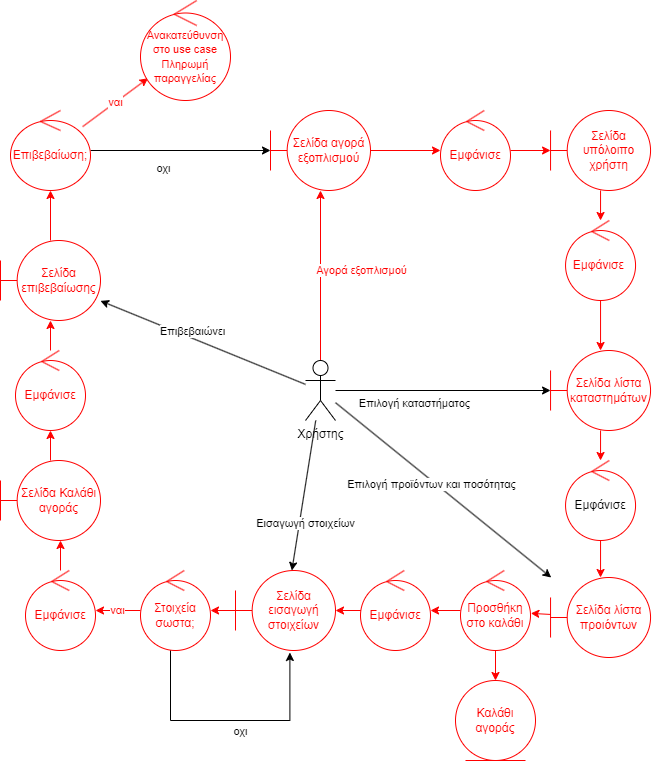 Ανακατεύθυνση
στο use case
Πληρωμή
παραγγελίας
ναι
Επιβεβαίωση;
οχι
Σελίδα αγορά
εξοπλισμού
Εμφάνισε
Σελίδα
υπόλοιπο
χρήστη
Σελίδα
επιβεβαίωσης
Αγορά εξοπλισμού
Εμφάνισε
Επιβεβαιώνει
Εμφάνισε
Χρήστης
Επιλογή καταστήματος
Σελίδα λίστα
καταστημάτων
Σελίδα Καλάθι
αγοράς
Επιλογή προϊόντων και ποσότητας
Εμφάνισε
Εισαγωγή στοιχείων
Εμφάνισε
ναι
Στοιχεία
σωστα;
Σελίδα
εισαγωγή
στοιχείων
Εμφάνισε
Προσθήκη
στο καλάθι
Σελίδα λίστα
προιόντων
οχι
Καλάθι
αγοράς